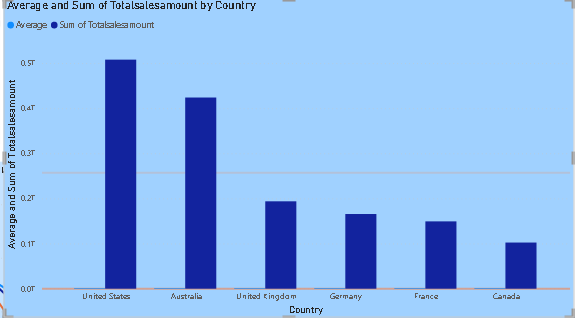 Average and Sum of Totalsalesamount by Country
Average Sum of Totalsalesamount
Average and Sum of Totalsalesamount
0.5T
0.4T
0.3T
0.2T
0.1T
0.0T
United States Australia United Kingdom Germany France Canada
Country